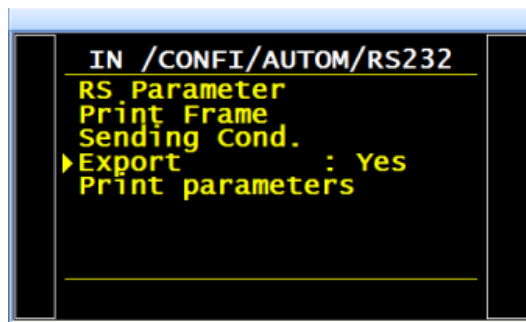 IN /CONFI/AUTOM/RS232
RS Parameter
Print Frame
Sending Cond.
Export : Yes
Print parameters